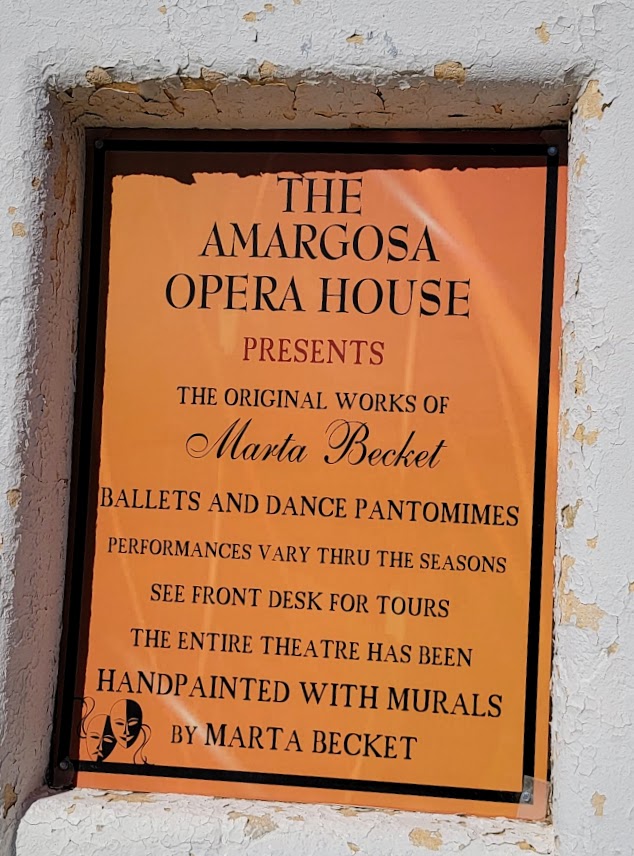 THE
AMARGOSA
OPERA HOUSE
PRESENTS
THE ORIGINAL WORKS OF
Marta Becket
BALLETS AND DANCE PANTOMIMES
PERFORMANCES VARY THRU THE SEASONS
SEE FRONT DESK FOR TOURS
THE ENTIRE THEATRE HAS BEEN
HANDPAINTED WITH MURALS
BY MARTA BECKET